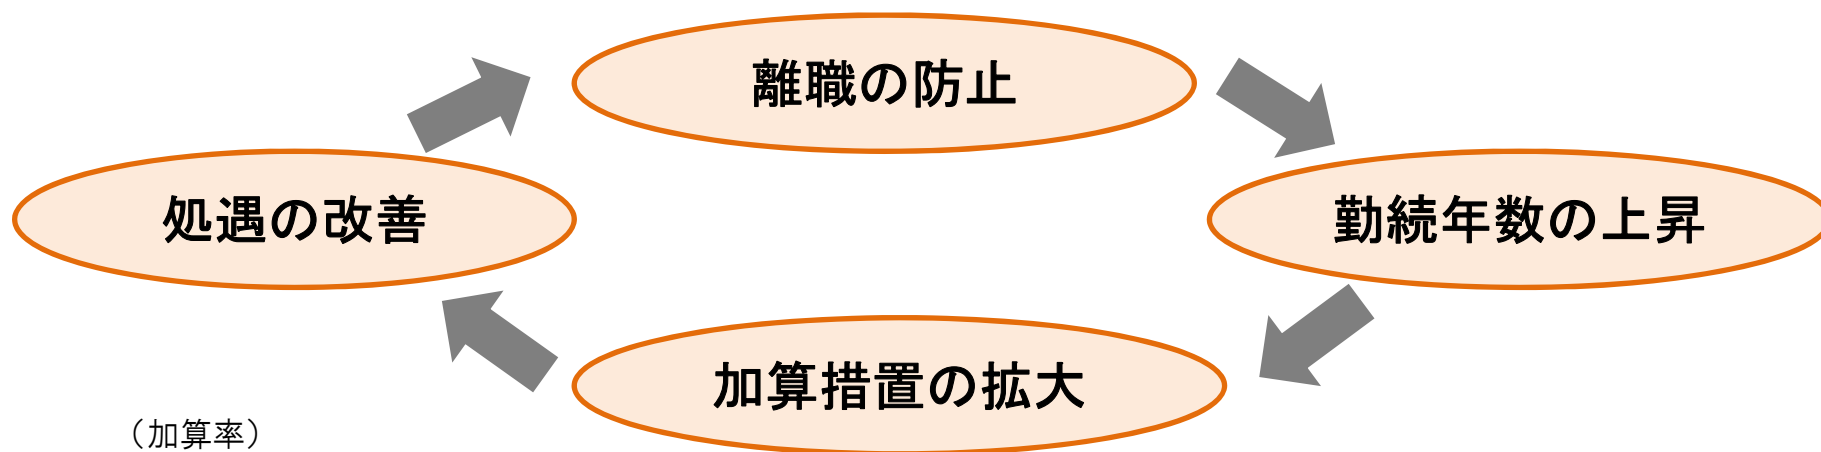 離職の防止
処遇の改善
勤続年数の上昇
加算措置の拡大
（加算率）